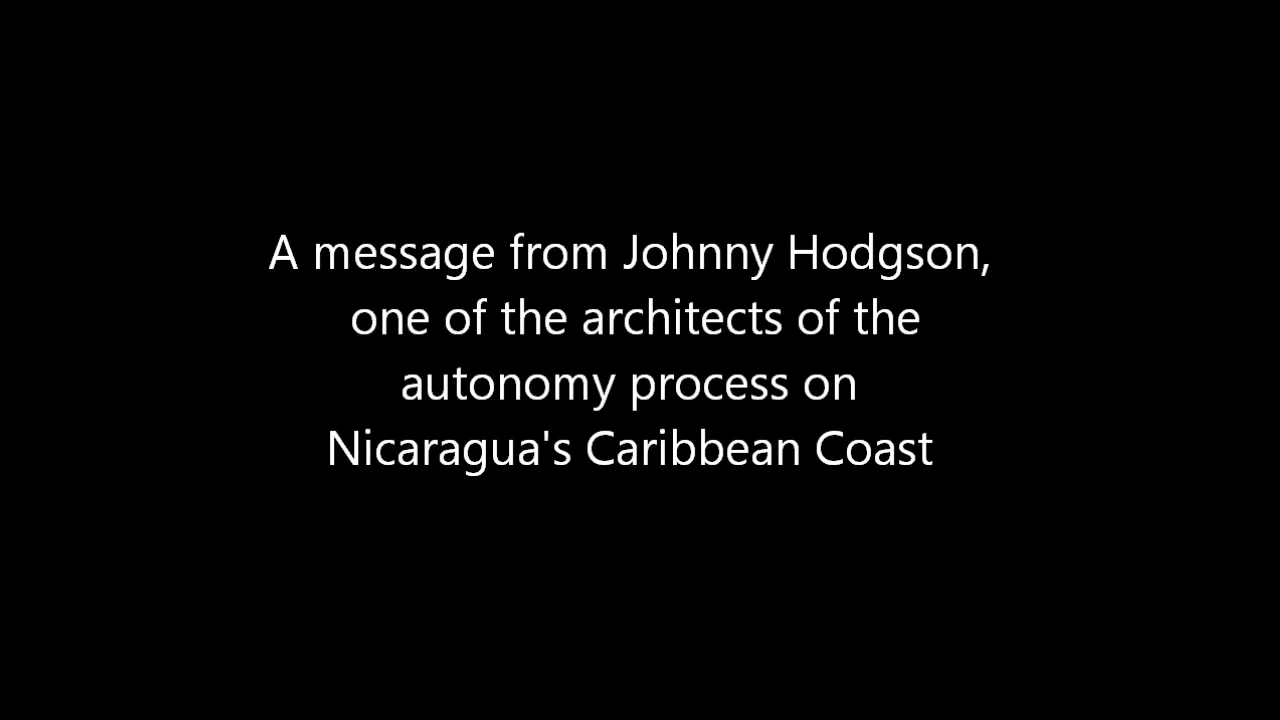 A message from Johnny Hodgson,
one of the architects of the
autonomy process on
Nicaragua's Caribbean Coast